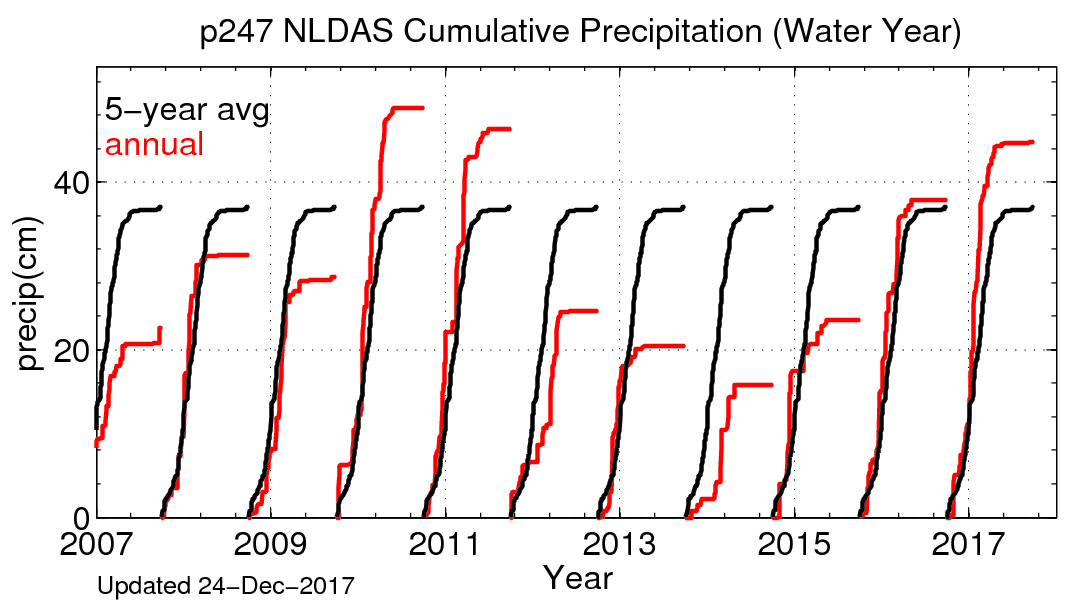 p247 NLDAS Cumulative Precipitation (Water Year)
5−year avg
annual
precip(cm)
40
20
0
2007 2009 2011 2013 2015 2017
Year
Updated 24−Dec−2017